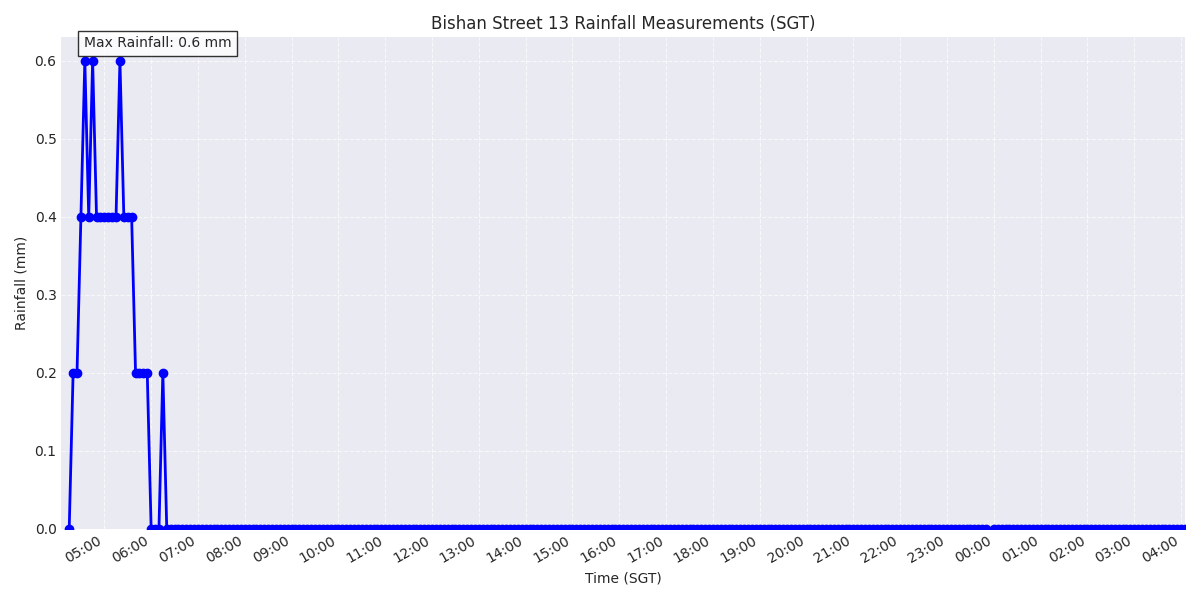 Bishan Street 13 Rainfall Measurements (SGT)
Max Rainfall: 0.6 mm
0.6
0.5
0.4
0.3
0.2
0.1
0.0
Rainfall (mm)
05:00 06:00 07:00 08:00 09:00 10:00 11:00 12:00 13:00 14:00 15:00 16:00 17:00 18:00 19:00 20:00 21:00 22:00 23:00 00:00 01:00 02:00 03:00 04:00
Time (SGT)